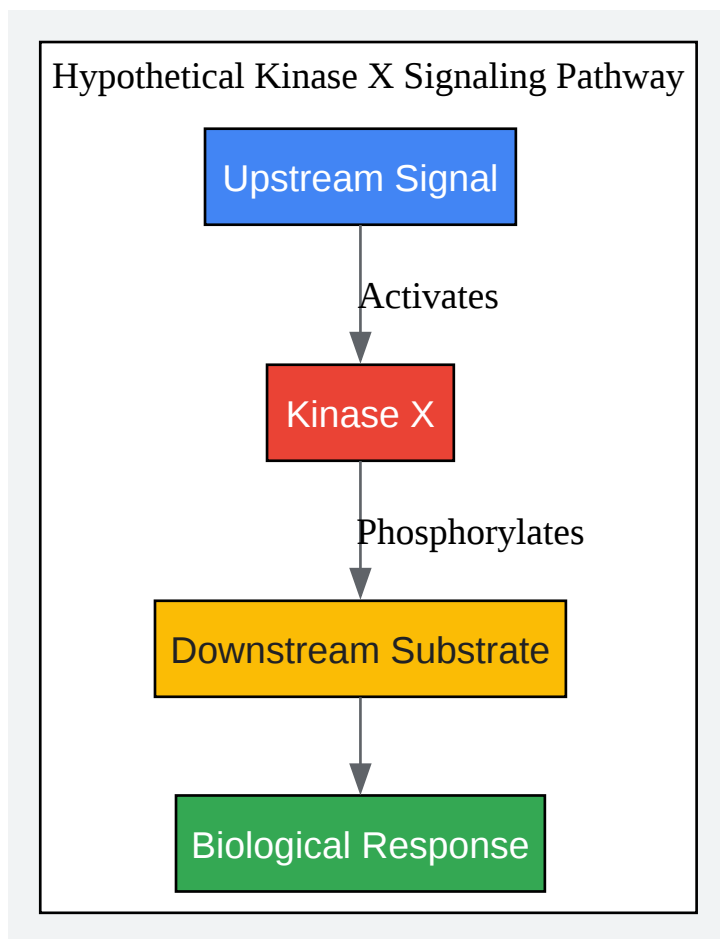 Hypothetical Kinase X Signaling Pathway
Upstream Signal
Activates
Kinase X
Phosphorylates
Downstream Substrate
Biological Response